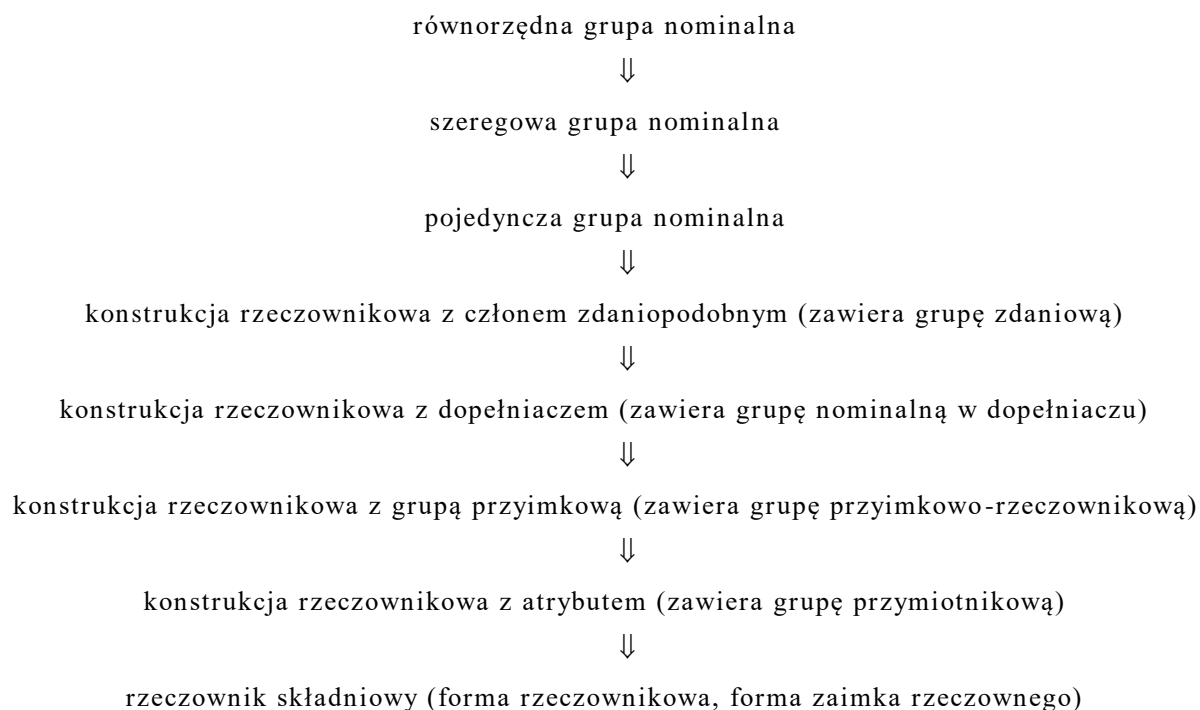 równorzędna grupa nominalna
⇓
szeregowa grupa nominalna
⇓
pojedyncza grupa nominalna
⇓
konstrukcja rzeczownikowa z członem zdaniopodobnym (zawiera grupę zdaniową)
⇓
konstrukcja rzeczownikowa z dopełniaczem (zawiera grupę nominalną w dopełniaczu)
⇓
konstrukcja rzeczownikowa z grupą przyimkową (zawiera grupę przyimkowo-rzeczownikową)
⇓
konstrukcja rzeczownikowa z atrybutem (zawiera grupę przymiotnikową)
⇓
rzeczownik składniowy (forma rzeczownikowa, forma zaimka rzeczownego)